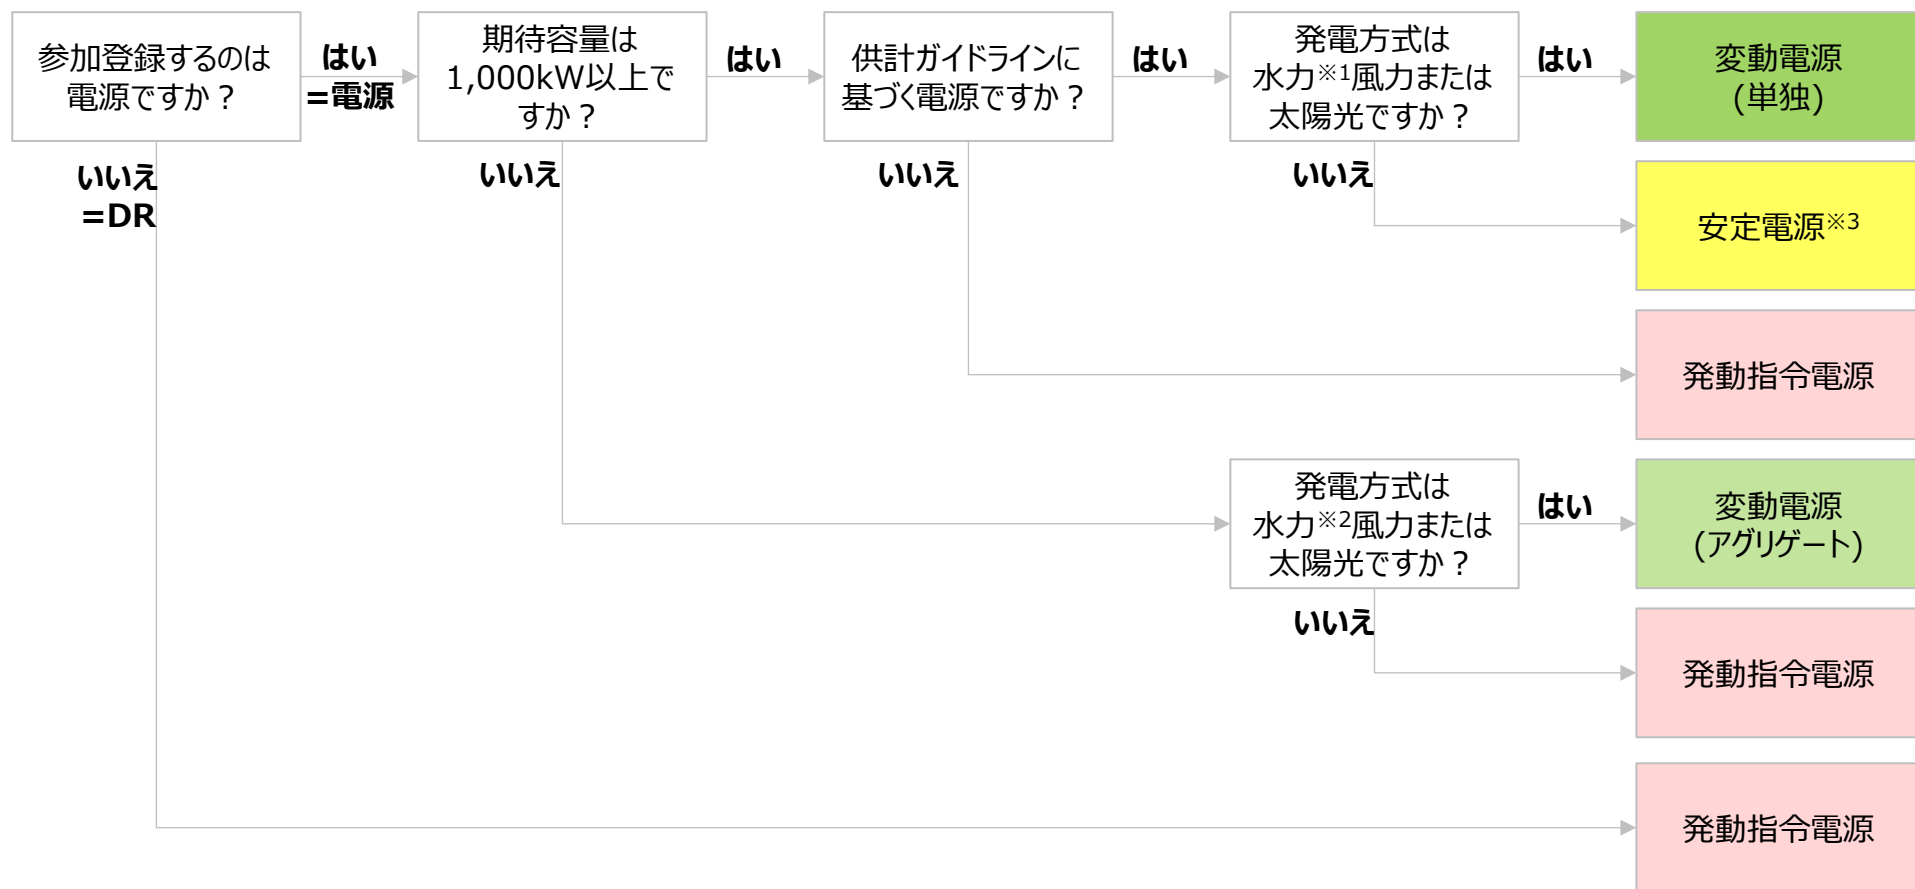 参加登録するのは
電源ですか？
はい
=電源
期待容量は
1,000kW以上で
すか？
はい
供計ガイドラインに
基づく電源ですか？
はい
発電方式は
水力※1風力または
太陽光ですか？
はい
変動電源
(単独)
いいえ
=DR
いいえ
いいえ
いいえ
安定電源※3
発動指令電源
発電方式は
水力※2風力または
太陽光ですか？
はい
変動電源
(アグリゲート)
いいえ
発動指令電源
発動指令電源